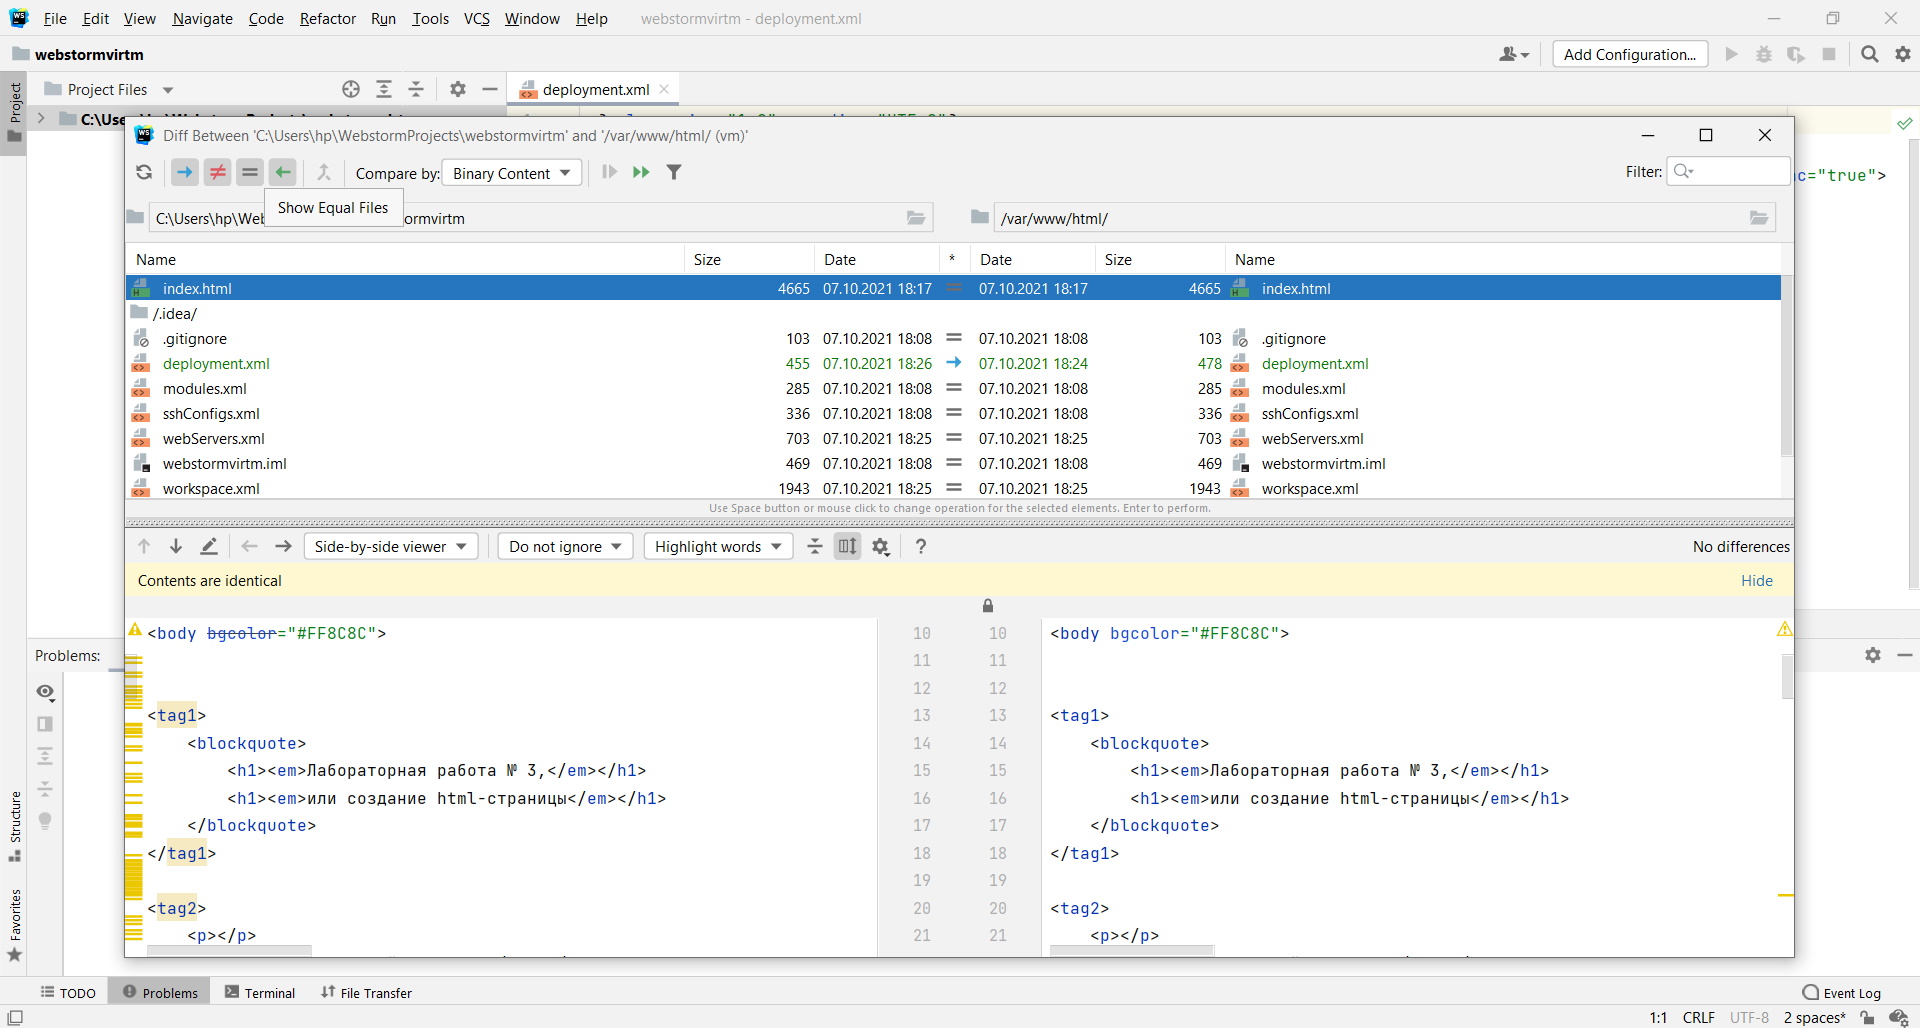 WS File Edit View Navigate Code Refactor Run Tools VCS Window Help webstormvirtm - deployment.xml
webstormvirtm Add Configuration...
Project Project Files deployment.xml
C:\Use
Diff Between 'C:\Users\hp\WebstormProjects\webstormvirtm' and '/var/www/html/ (vm)'
Compare by: Binary Content Filter:
c="true">
Show Equal Files
C:\Users\hp\Web ormvirtm /var/www/html/
Name Size Date * Date Size Name
index.html 4665 07.10.2021 18:17 = 07.10.2021 18:17 4665 index.html
/.idea/
.gitignore 103 07.10.2021 18:08 = 07.10.2021 18:08 103 .gitignore
deployment.xml 455 07.10.2021 18:26 → 07.10.2021 18:24 478 deployment.xml
modules.xml 285 07.10.2021 18:08 = 07.10.2021 18:08 285 modules.xml
sshConfigs.xml 336 07.10.2021 18:08 = 07.10.2021 18:08 336 sshConfigs.xml
webServers.xml 703 07.10.2021 18:25 = 07.10.2021 18:25 703 webServers.xml
webstormvirtm.iml 469 07.10.2021 18:08 = 07.10.2021 18:08 469 webstormvirtm.iml
workspace.xml 1943 07.10.2021 18:25 = 07.10.2021 18:25 1943 workspace.xml
Use Space button or mouse click to change operation for the selected elements. Enter to perform.
Side-by-side viewer Do not ignore Highlight words ? No differences
Contents are identical Hide
<body bgcolor="#FF8C8C"> 10 10 <body bgcolor="#FF8C8C">
Problems:
11 11
12 12
<tag1> 13 13 <tag1>
<blockquote> 14 14 <blockquote>
<h1><em>Лабораторная работа № 3,</em></h1> 15 15 <h1><em>Лабораторная работа № 3,</em></h1>
<h1><em>или создание html-страницы</em></h1> 16 16 <h1><em>или создание html-страницы</em></h1>
</blockquote> 17 17 </blockquote>
</tag1> 18 18 </tag1>
19 19
<tag2> 20 20 <tag2>
<p></p> 21 21 <p></p>
Structure
Favorites
TODO Problems Terminal File Transfer Event Log
1:1 CRLF UTF-8 2 spaces*